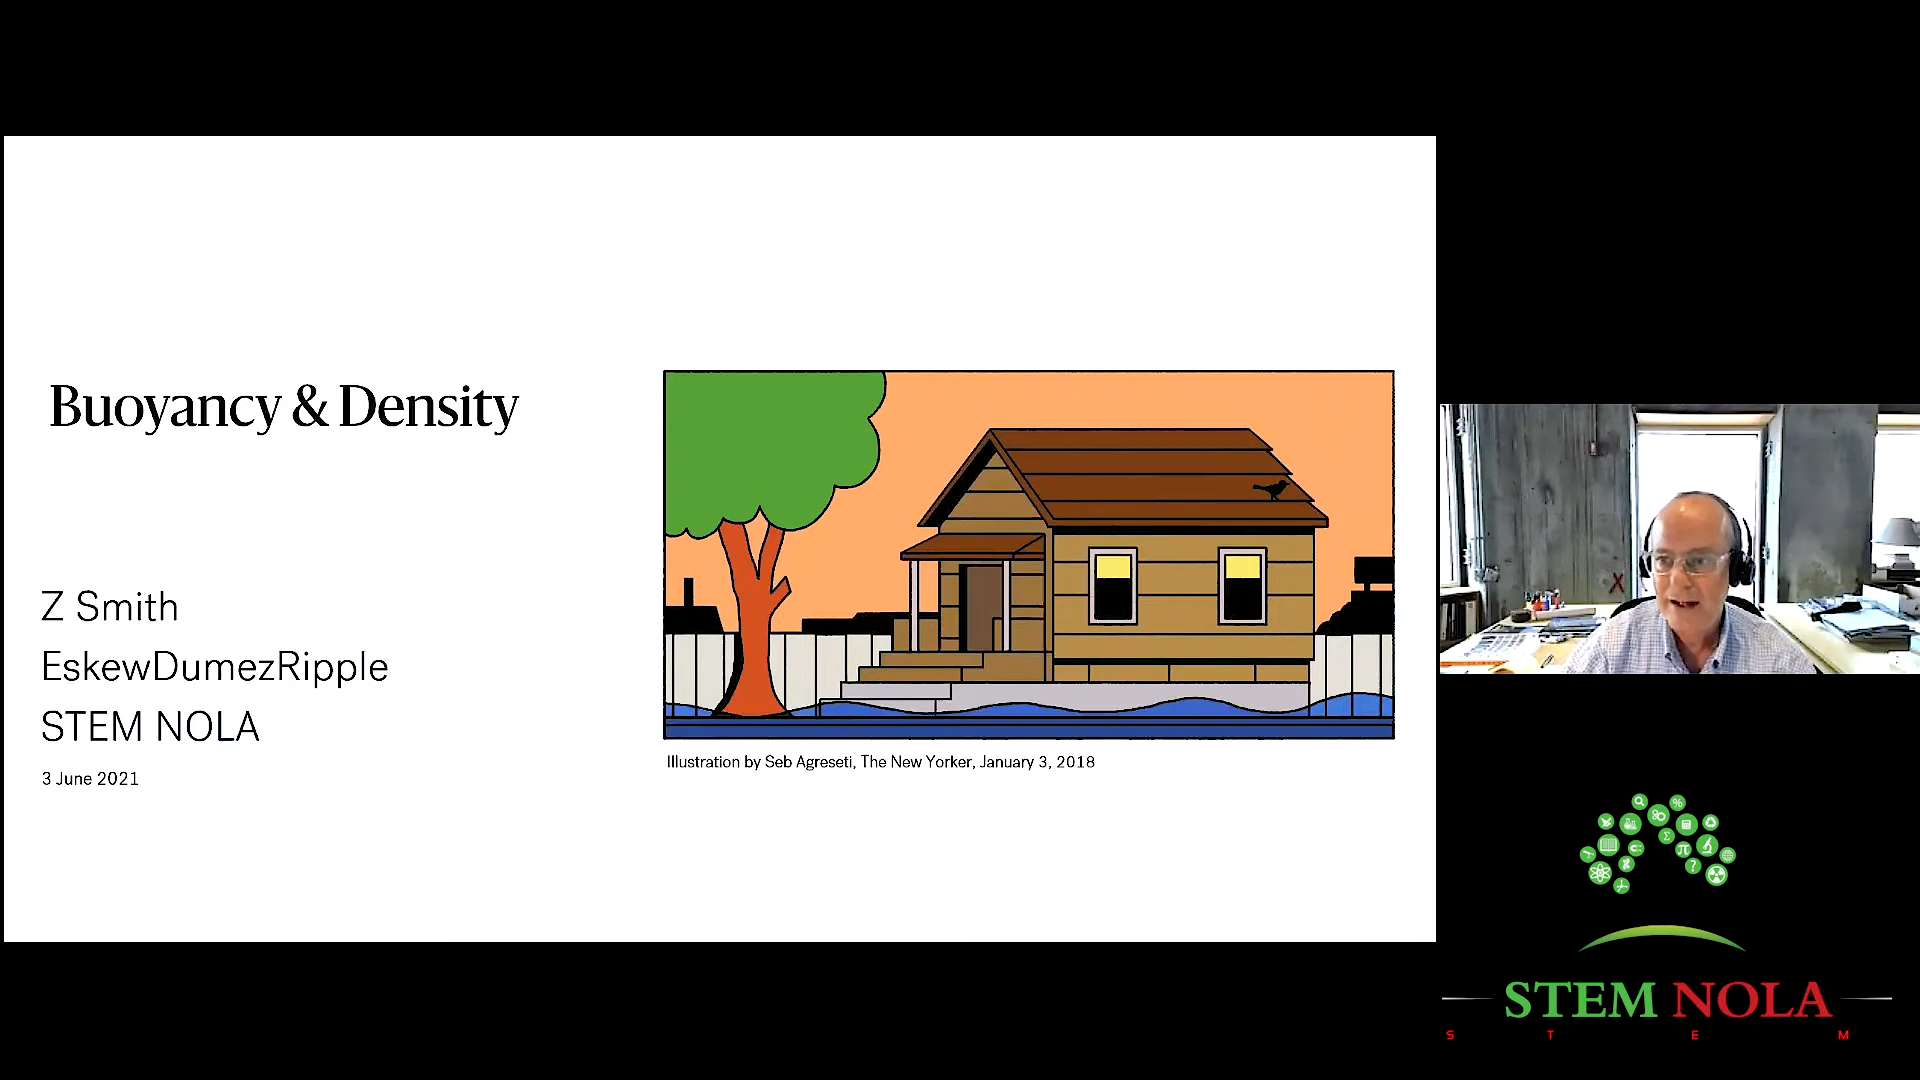 Buoyancy & Density
Z Smith
EskewDumezRipple
STEM NOLA
3 June 2021
Illustration by Seb Agreseti, The New Yorker, January 3, 2018
X
STEM NOLA
S T E M